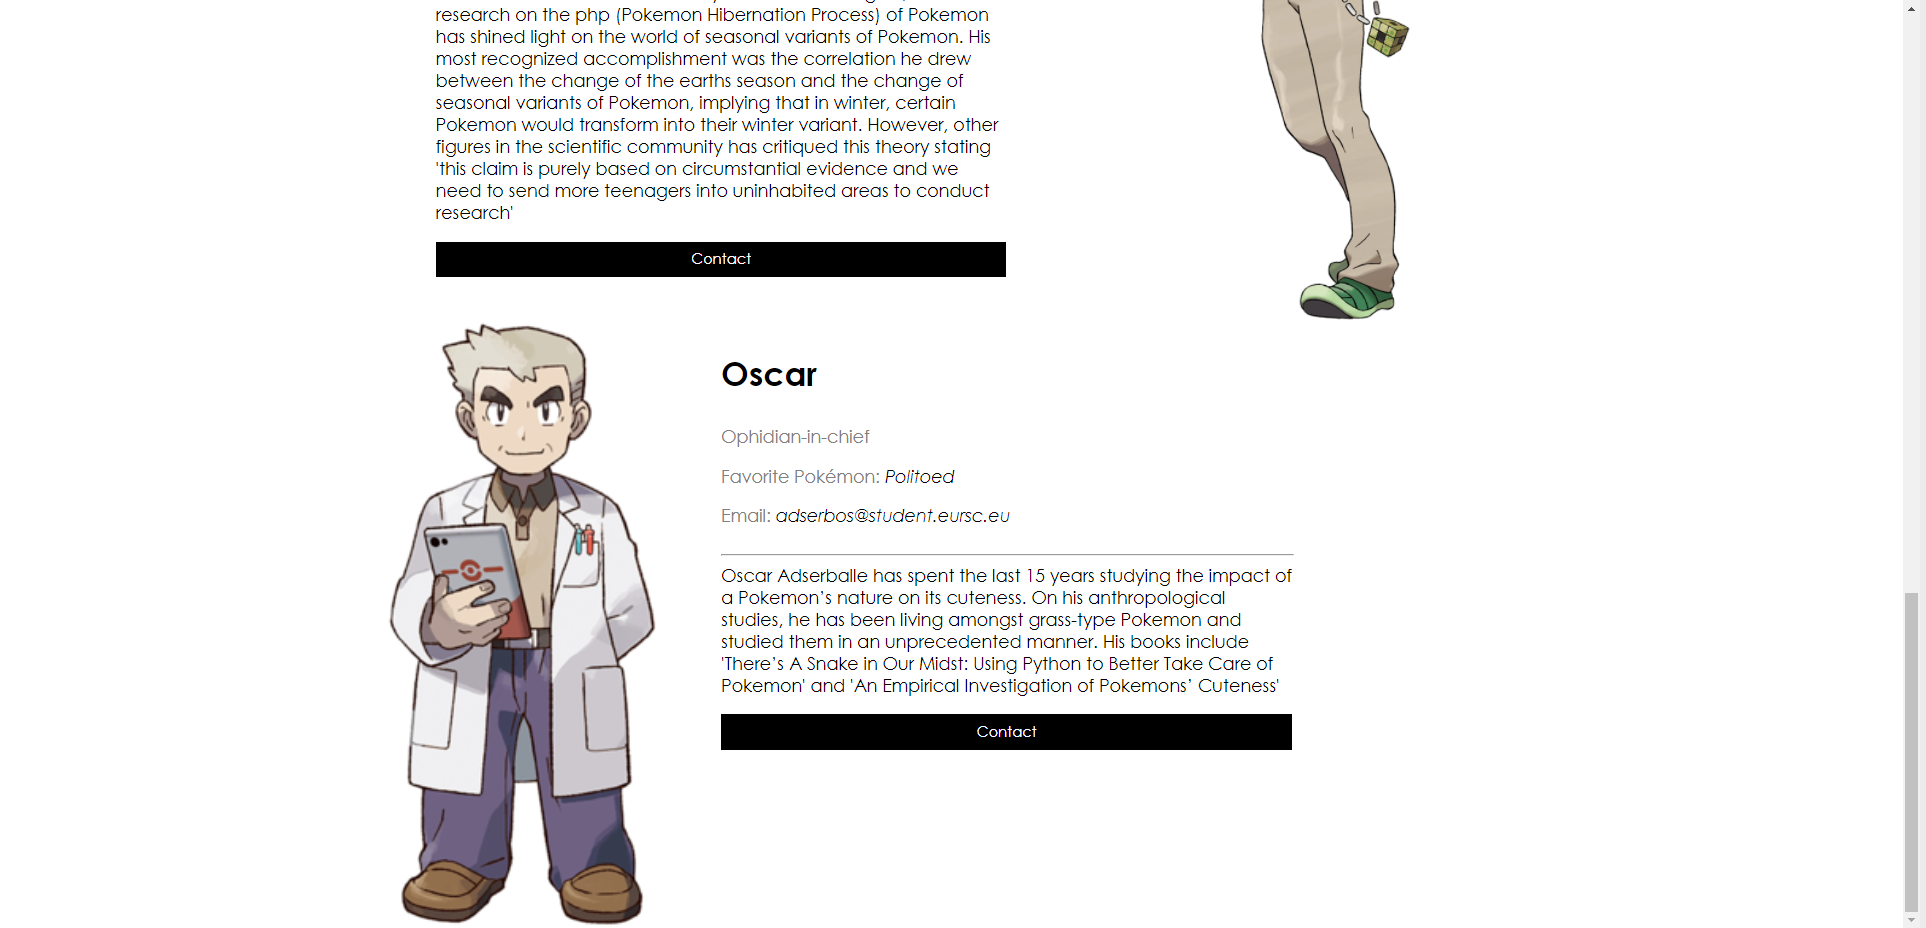 research on the php (Pokemon Hibernation Process) of Pokemon
has shined light on the world of seasonal variants of Pokemon. His
most recognized accomplishment was the correlation he drew
between the change of the earths season and the change of
seasonal variants of Pokemon, implying that in winter, certain
Pokemon would transform into their winter variant. However, other
figures in the scientific community has critiqued this theory stating
'this claim is purely based on circumstantial evidence and we
need to send more teenagers into uninhabited areas to conduct
research'
Contact
Oscar
Ophidian-in-chief
Favorite Pokémon: Politoed
Email: adserbos@student.eursc.eu
Oscar Adserballe has spent the last 15 years studying the impact of
a Pokemon’s nature on its cuteness. On his anthropological
studies, he has been living amongst grass-type Pokemon and
studied them in an unprecedented manner. His books include
'There’s A Snake in Our Midst: Using Python to Better Take Care of
Pokemon' and 'An Empirical Investigation of Pokemons’ Cuteness'
Contact